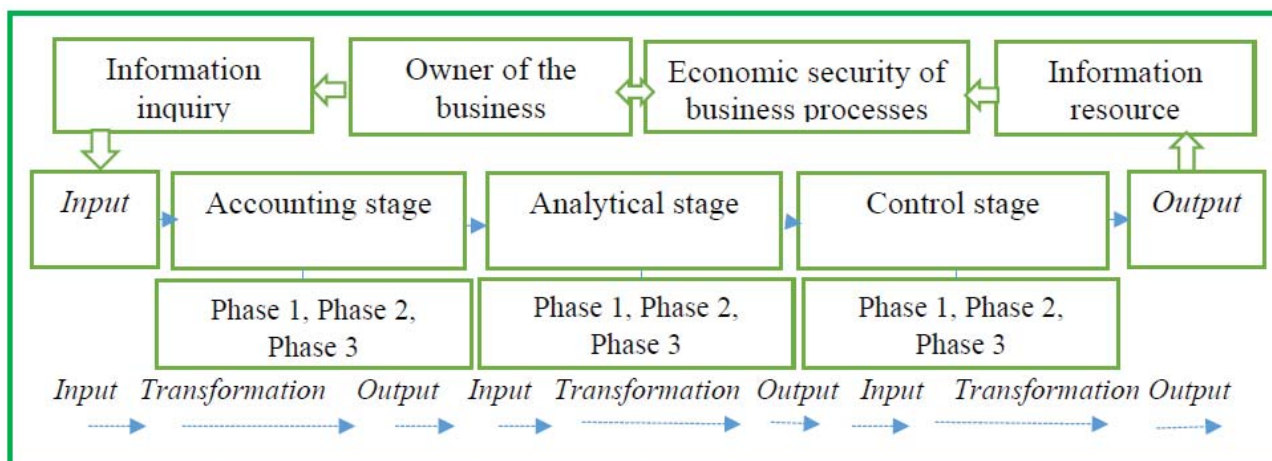 Information
inquiry
Owner of the
business
Economic security of
business processes
Information
resource
Input
Accounting stage
Analytical stage
Control stage
Output
Phase 1, Phase 2,
Phase 3
Phase 1, Phase 2,
Phase 3
Phase 1, Phase 2,
Phase 3
Input Transformation Output Input Transformation Output Input Transformation Output